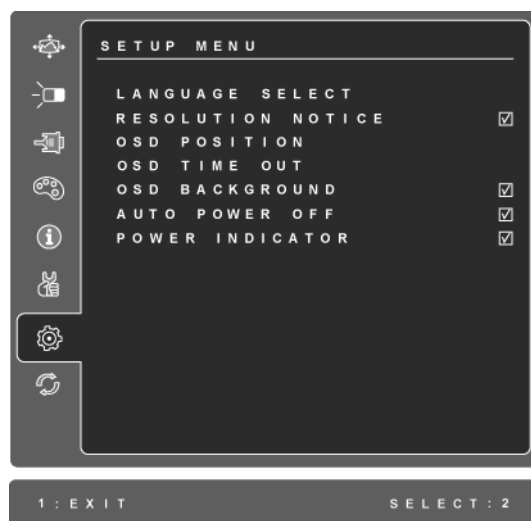 SETUP MENU
LANGUAGE SELECT
RESOLUTION NOTICE
OSD POSITION
OSD TIME OUT
OSD BACKGROUND
AUTO POWER OFF
POWER INDICATOR
1:EXIT SELECT:2